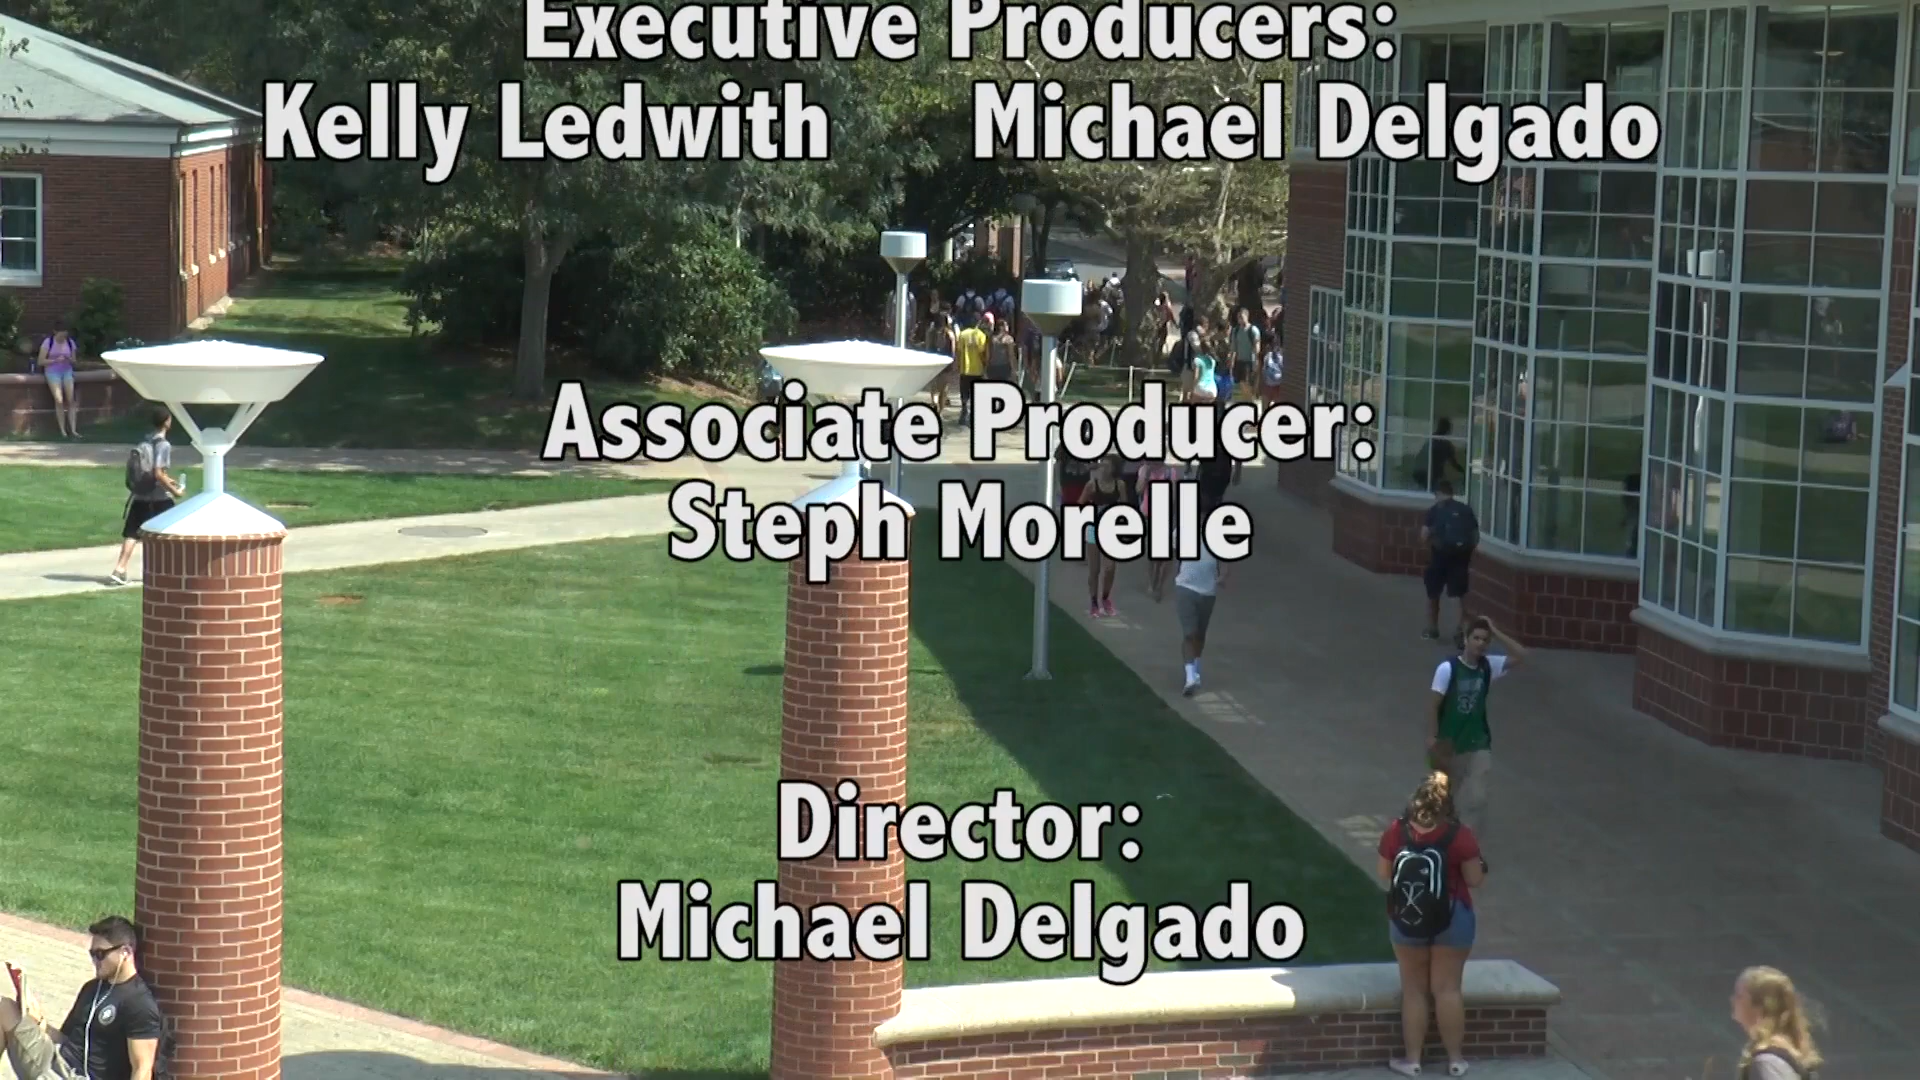 Executive Producers:
Kelly Ledwith Michael Delgado
Associate Producer:
Steph Morelle
Director:
Michael Delgado